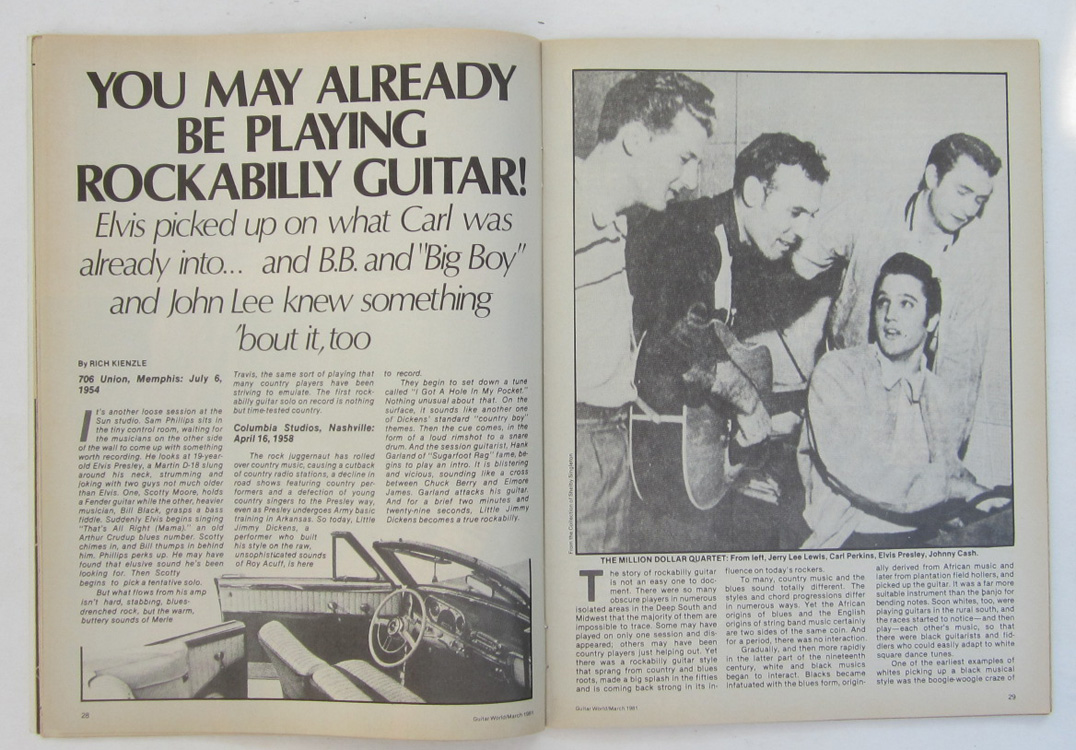 YOU MAY ALREADY
BE PLAYING
ROCKABILLY GUITAR!
Elvis picked up on what Carl was
already into... and B.B. and "Big Boy"
and John Lee knew something
'bout it, too
By RICH KIENZLE
706 Union, Memphis: July 6,
1954
It's another loose session at the
Sun studio. Sam Phillips sits in
the tiny control room, waiting for
the musicians on the other side
of the wall to come up with something
worth recording. He looks at 19-year-
old Elvis Presley, a Martin D-18 slung
around his neck, strumming and
joking with two guys not much older
than Elvis. One, Scotty Moore, holds
a Fender guitar while the other, heavier
musician, Bill Black, grasps a bass
fiddle. Suddenly Elvis begins singing
"That's All Right (Mama)," an old
Arthur Crudup blues number. Scotty
chimes in, and Bill thumps in behind
him. Phillips perks up. He may have
found that elusive sound he's been
looking for. Then Scotty
begins to pick a tentative solo.
But what flows from his amp
isn't hard, stabbing, blues-
drenched rock, but the warm,
buttery sounds of Merle
Travis, the same sort of playing that
many country players have been
striving to emulate. The first rock-
abilly guitar solo on record is nothing
but time-tested country.
Columbia Studios, Nashville:
April 16, 1958
The rock juggernaut has rolled
over country music, causing a cutback
of country radio stations, a decline in
road shows featuring country per-
formers and a detection of young
country singers to the Presley way,
even as Presley undergoes Army basic
training in Arkansas. So today, Little
Jimmy Dickens, a
performer who built
his style on the raw,
unsophisticated sounds
of Roy Acuff, is here
to record.
They begin to set down a tune
called "I Got A Hole In My Pocket."
Nothing unusual about that. On the
surface, it sounds like another one
of Dickens' standard "country boy"
themes. Then the cue comes, in the
form of a loud rimshot to a snare
drum. And the session guitarist, Hank
Garland of "Sugarfoot Rag" fame, be-
gins to play an intro. It is blistering
and vicious, sounding like a cross
between Chuck Berry and Elmore
James. Garland attacks his guitar.
And for a brief two minutes and
twenty-nine seconds, Little Jimmy
Dickens becomes a true rockabilly.
28
Guitar World/March 1981
From the Collection of Shelby Singleton
THE MILLION DOLLAR QUARTET: From left, Jerry Lee Lewis, Carl Perkins, Elvis Presley, Johnny Cash.
The story of rockabilly guitar
is not an easy one to doc-
ument. There were so many
obscure players in numerous
isolated areas in the Deep South and
Midwest that the majority of them are
impossible to trace. Some may have
played on only one session and dis-
appeared; others may have been
country players just helping out. Yet
there was a rockabilly guitar style
that sprang from country and blues
roots, made a big splash in the fifties
and is coming back strong in its in-
fluence on today's rockers.
To many, country music and the
blues sound totally different. The
styles and chord progressions differ
in numerous ways. Yet the African
origins of blues and the English
origins of string band music certainly
are two sides of the same coin. And
for a period, there was no interaction.
Gradually, and then more rapidly
in the latter part of the nineteenth
century, white and black musics
began to interact. Blacks became
infatuated with the blues form, origin-
ally derived from African music and
later from plantation field hollers, and
picked up the guitar. It was a far more
suitable instrument than the banjo for
bending notes. Soon whites, too, were
playing guitars in the rural south, and
the races started to notice—and then
play—each other's music, so that
there were black guitarists and fid-
dlers who could easily adapt to white
square dance tunes.
One of the earliest examples of
whites picking up a black musical
style was the boogie-woogie craze of
Guitar World/March 1981
29